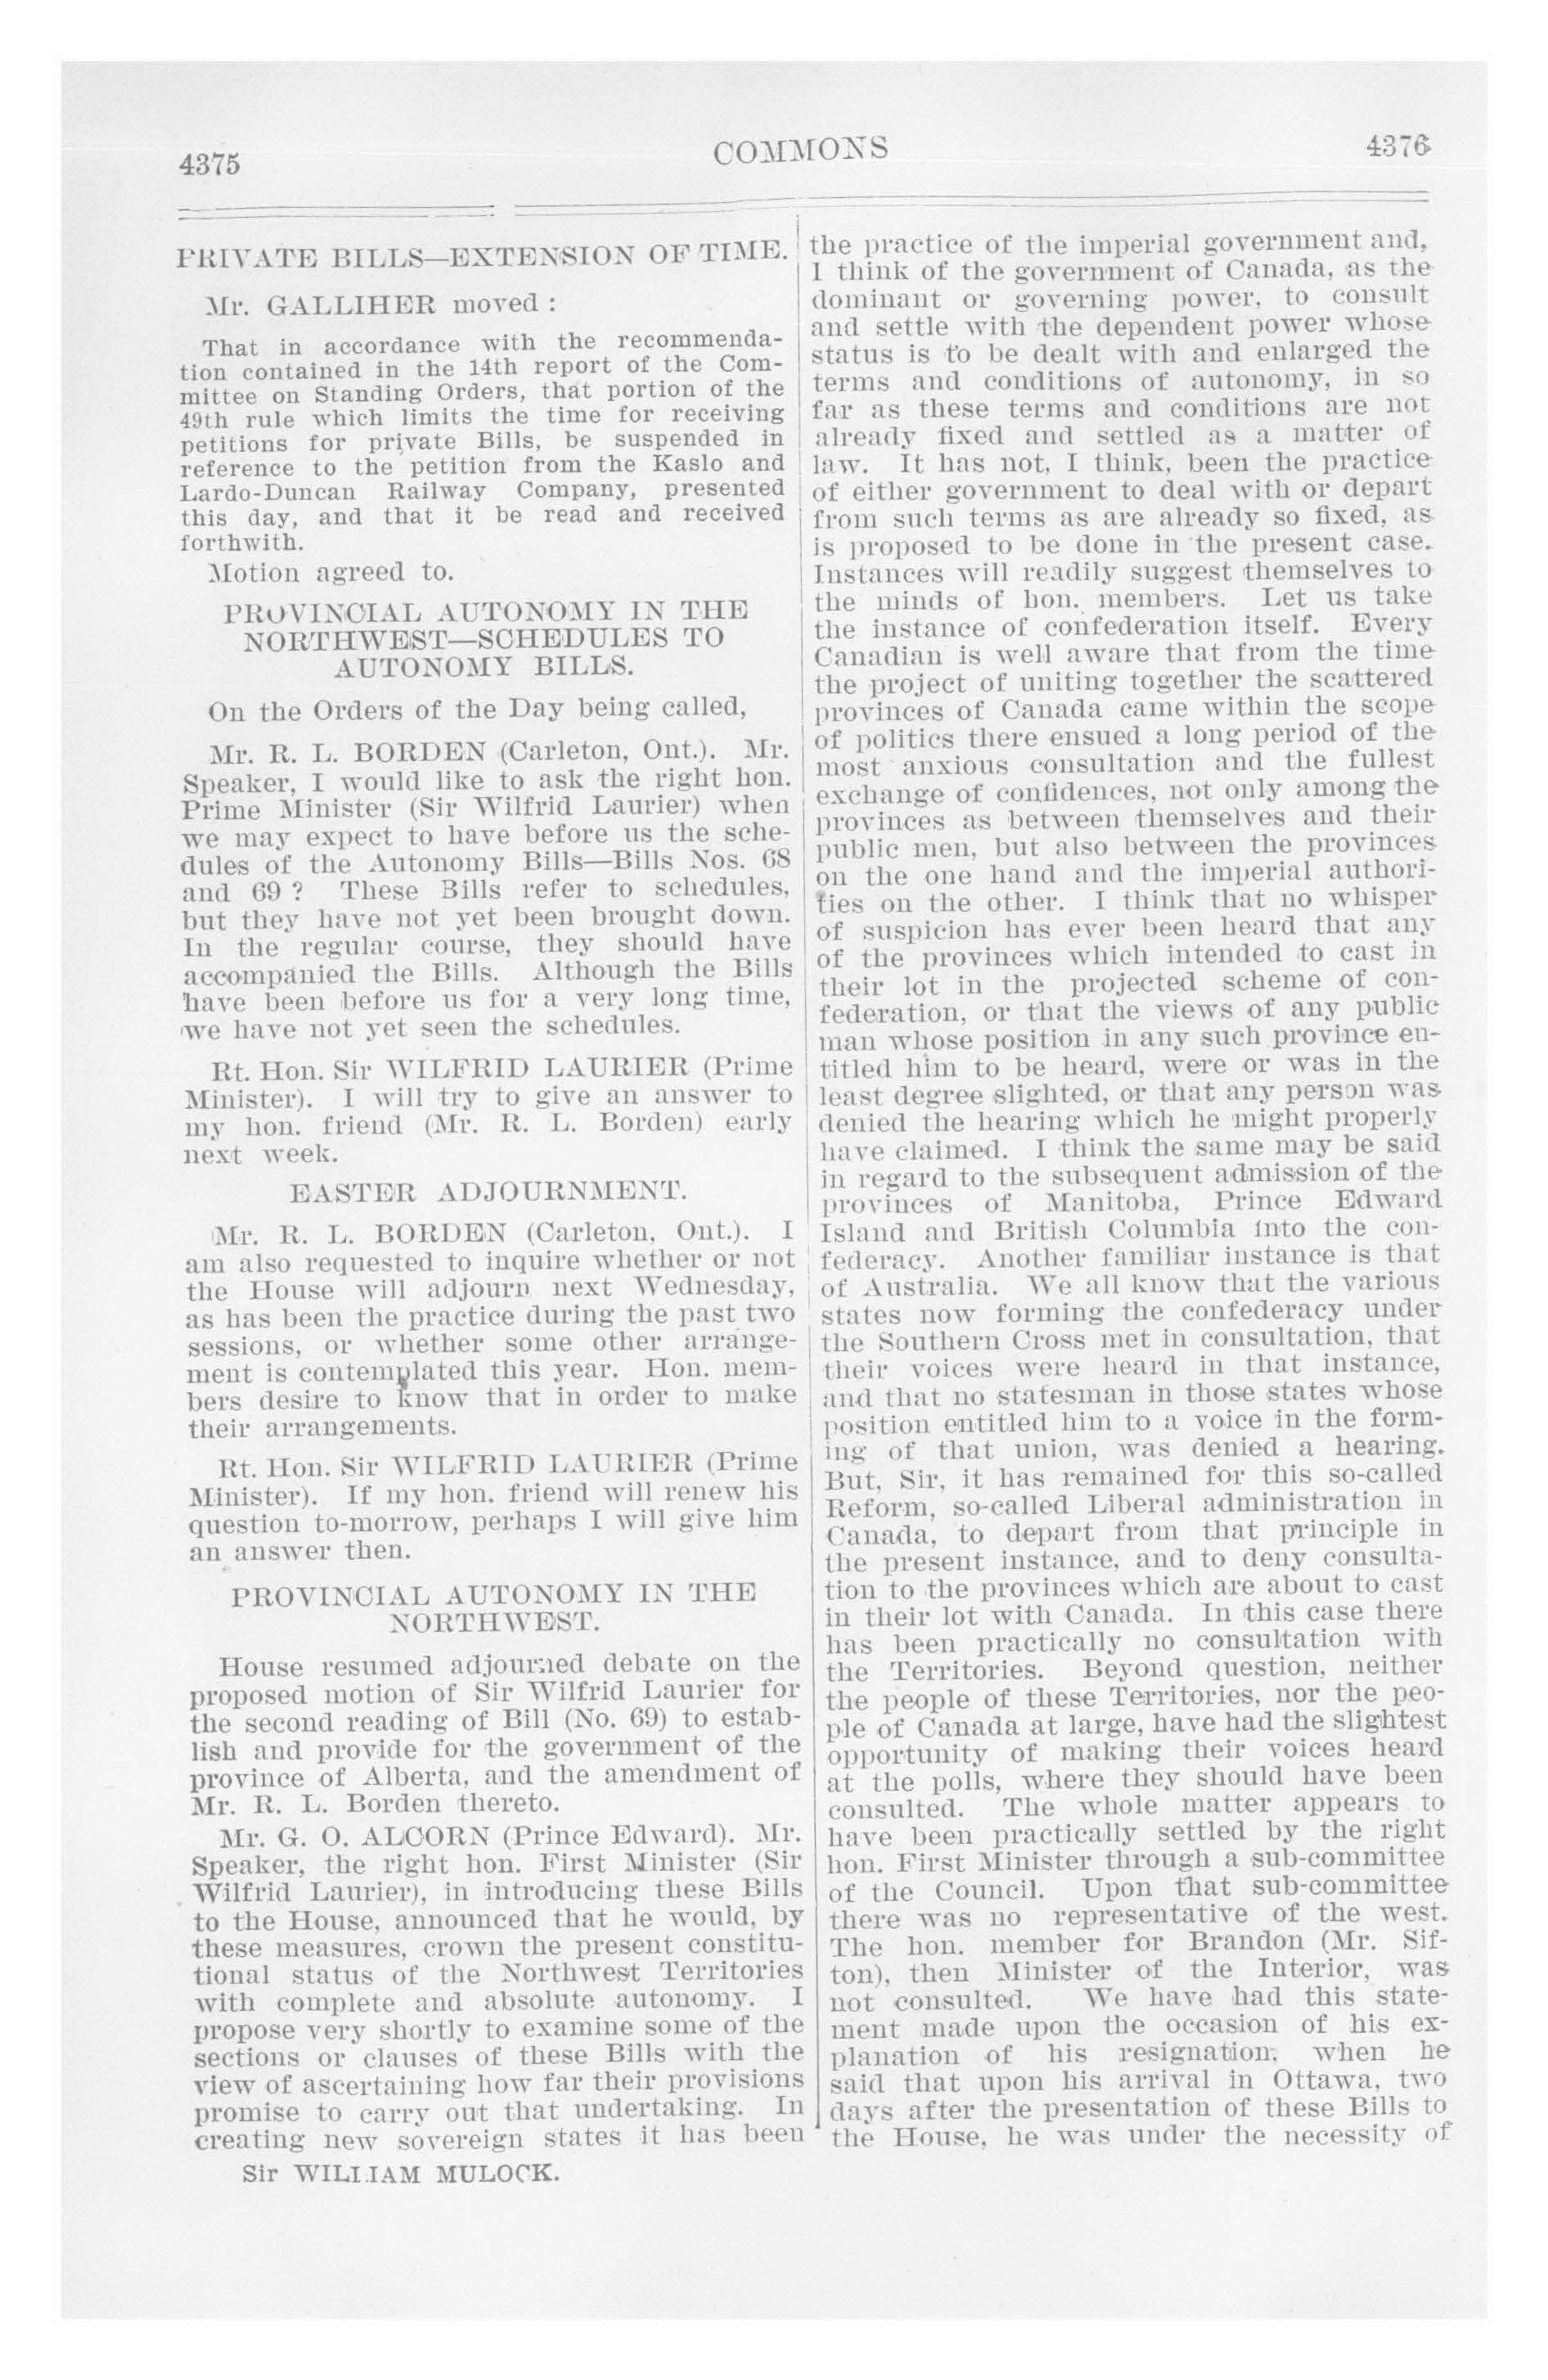 4375
COMMONS
4376
PRIVATE BILLS—EXTENSION OF TIME.
Mr. GALLIHER moved :
That in accordance with the recommenda-
tion contained in the 14th report of the Com-
mittee on Standing Orders, that portion of the
49th rule which limits the time for receiving
petitions for private Bills, be suspended in
reference to the petition from the Kaslo and
Lardo-Duncan Railway Company, presented
this day, and that it be read and received
forthwith.
Motion agreed to.
PROVINCIAL AUTONOMY IN THE
NORTHWEST—SCHEDULES TO
AUTONOMY BILLS.
On the Orders of the Day being called,
Mr. R. L. BORDEN (Carleton, Ont.). Mr.
Speaker, I would like to ask the right hon.
Prime Minister (Sir Wilfrid Laurier) when
we may expect to have before us the sche-
dules of the Autonomy Bills—Bills Nos. 68
and 69 ? These Bills refer to schedules,
but they have not yet been brought down.
In the regular course, they should have
accompanied the Bills. Although the Bills
have been before us for a very long time,
we have not yet seen the schedules.
Rt. Hon. Sir WILFRID LAURIER (Prime
Minister). I will try to give an answer to
my hon. friend (Mr. R. L. Borden) early
next week.
EASTER ADJOURNMENT.
Mr. R. L. BORDEN (Carleton, Ont.). I
am also requested to inquire whether or not
the House will adjourn next Wednesday,
as has been the practice during the past two
sessions, or whether some other arrange-
ment is contemplated this year. Hon. mem-
bers desire to know that in order to make
their arrangements.
Rt. Hon. Sir WILFRID LAURIER (Prime
Minister). If my hon. friend will renew his
question to-morrow, perhaps I will give him
an answer then.
PROVINCIAL AUTONOMY IN THE
NORTHWEST.
House resumed adjourned debate on the
proposed motion of Sir Wilfrid Laurier for
the second reading of Bill (No. 69) to estab-
lish and provide for the government of the
province of Alberta, and the amendment of
Mr. R. L. Borden thereto.
Mr. G. O. ALCORN (Prince Edward). Mr.
Speaker, the right hon. First Minister (Sir
Wilfrid Laurier), in introducing these Bills
to the House, announced that he would, by
these measures, crown the present constitu-
tional status of the Northwest Territories
with complete and absolute autonomy. I
propose very shortly to examine some of the
sections or clauses of these Bills with the
view of ascertaining how far their provisions
promise to carry out that undertaking. In
creating new sovereign states it has been
Sir WILLIAM MULOCK.
the practice of the imperial government and,
I think of the government of Canada, as the
dominant or governing power, to consult
and settle with the dependent power whose
status is to be dealt with and enlarged the
terms and conditions of autonomy, in so
far as these terms and conditions are not
already fixed and settled as a matter of
law. It has not, I think, been the practice
of either government to deal with or depart
from such terms as are already so fixed, as
is proposed to be done in the present case.
Instances will readily suggest themselves to
the minds of hon. members. Let us take
the instance of confederation itself. Every
Canadian is well aware that from the time
the project of uniting together the scattered
provinces of Canada came within the scope
of politics there ensued a long period of the
most anxious consultation and the fullest
exchange of confidences, not only among the
provinces as between themselves and their
public men, but also between the provinces
on the one hand and the imperial authori-
ties on the other. I think that no whisper
of suspicion has ever been heard that any
of the provinces which intended to cast in
their lot in the projected scheme of con-
federation, or that the views of any public
man whose position in any such province en-
titled him to be heard, were or was in the
least degree slighted, or that any person was
denied the hearing which he might properly
have claimed. I think the same may be said
in regard to the subsequent admission of the
provinces of Manitoba, Prince Edward
Island and British Columbia into the con-
federacy. Another familiar instance is that
of Australia. We all know that the various
states now forming the confederacy under
the Southern Cross met in consultation, that
their voices were heard in that instance,
and that no statesman in those states whose
position entitled him to a voice in the form-
ing of that union, was denied a hearing.
But, Sir, it has remained for this so-called
Reform, so-called Liberal administration in
Canada, to depart from that principle in
the present instance, and to deny consulta-
tion to the provinces which are about to cast
in their lot with Canada. In this case there
has been practically no consultation with
the Territories. Beyond question, neither
the people of these Territories, nor the peo-
ple of Canada at large, have had the slightest
opportunity of making their voices heard
at the polls, where they should have been
consulted. The whole matter appears to
have been practically settled by the right
hon. First Minister through a sub-committee
of the Council. Upon that sub-committee
there was no representative of the west.
The hon. member for Brandon (Mr. Sif-
ton), then Minister of the Interior, was
not consulted. We have had this state-
ment made upon the occasion of his ex-
planation of his resignation, when he
said that upon his arrival in Ottawa, two
days after the presentation of these Bills to
the House, he was under the necessity of